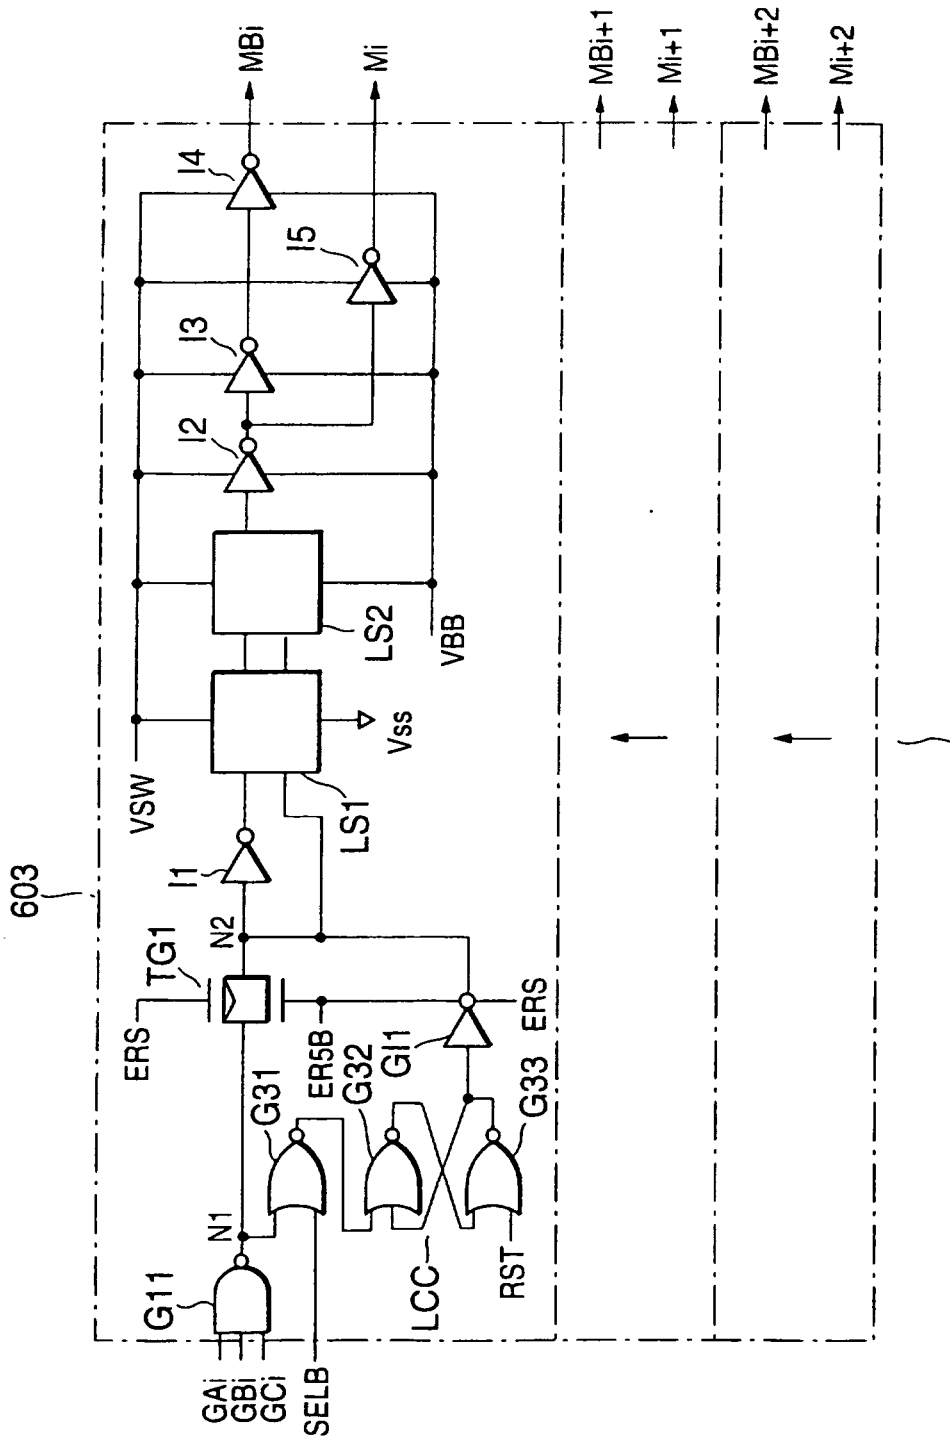 603
MBi
Mi
MBi+1
Mi+1
MBi+2
Mi+2
I4
I5
I3
I2
LS2
VBB
VSW
LS1
Vss
I1
N2
TG1
ERS
ER5B
GI1
ERS
G31
G32
G33
N1
G11
LCC
RST
GAi
GBi
GCi
SELB